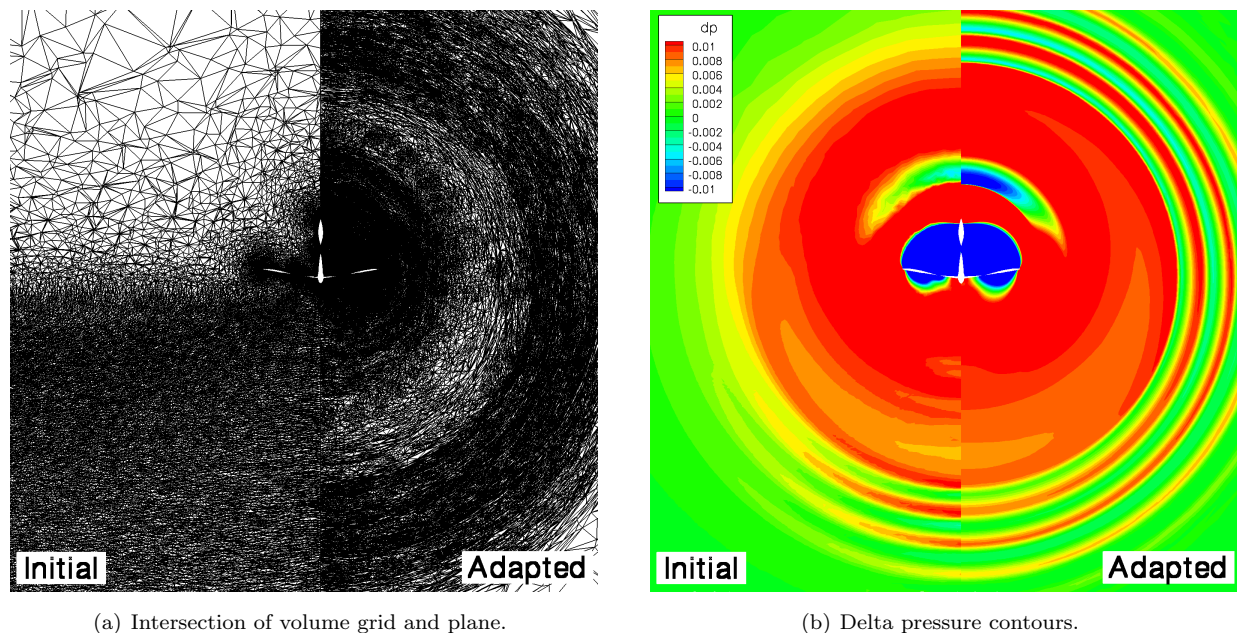 Initial
Adapted
dp
0.01
0.008
0.006
0.004
0.002
0
-0.002
-0.004
-0.006
-0.008
-0.01
Initial
Adapted
(a) Intersection of volume grid and plane.
(b) Delta pressure contours.